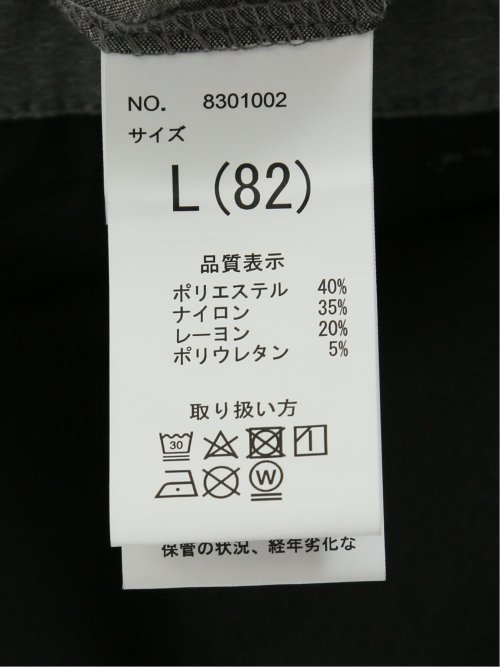 NO. 8301002
サイズ
L(82)
品質表示
ポリエステル 40%
ナイロン 35%
レーヨン 20%
ポリウレタン 5%
取り扱い方
30
W
保管の状況、経年劣化な